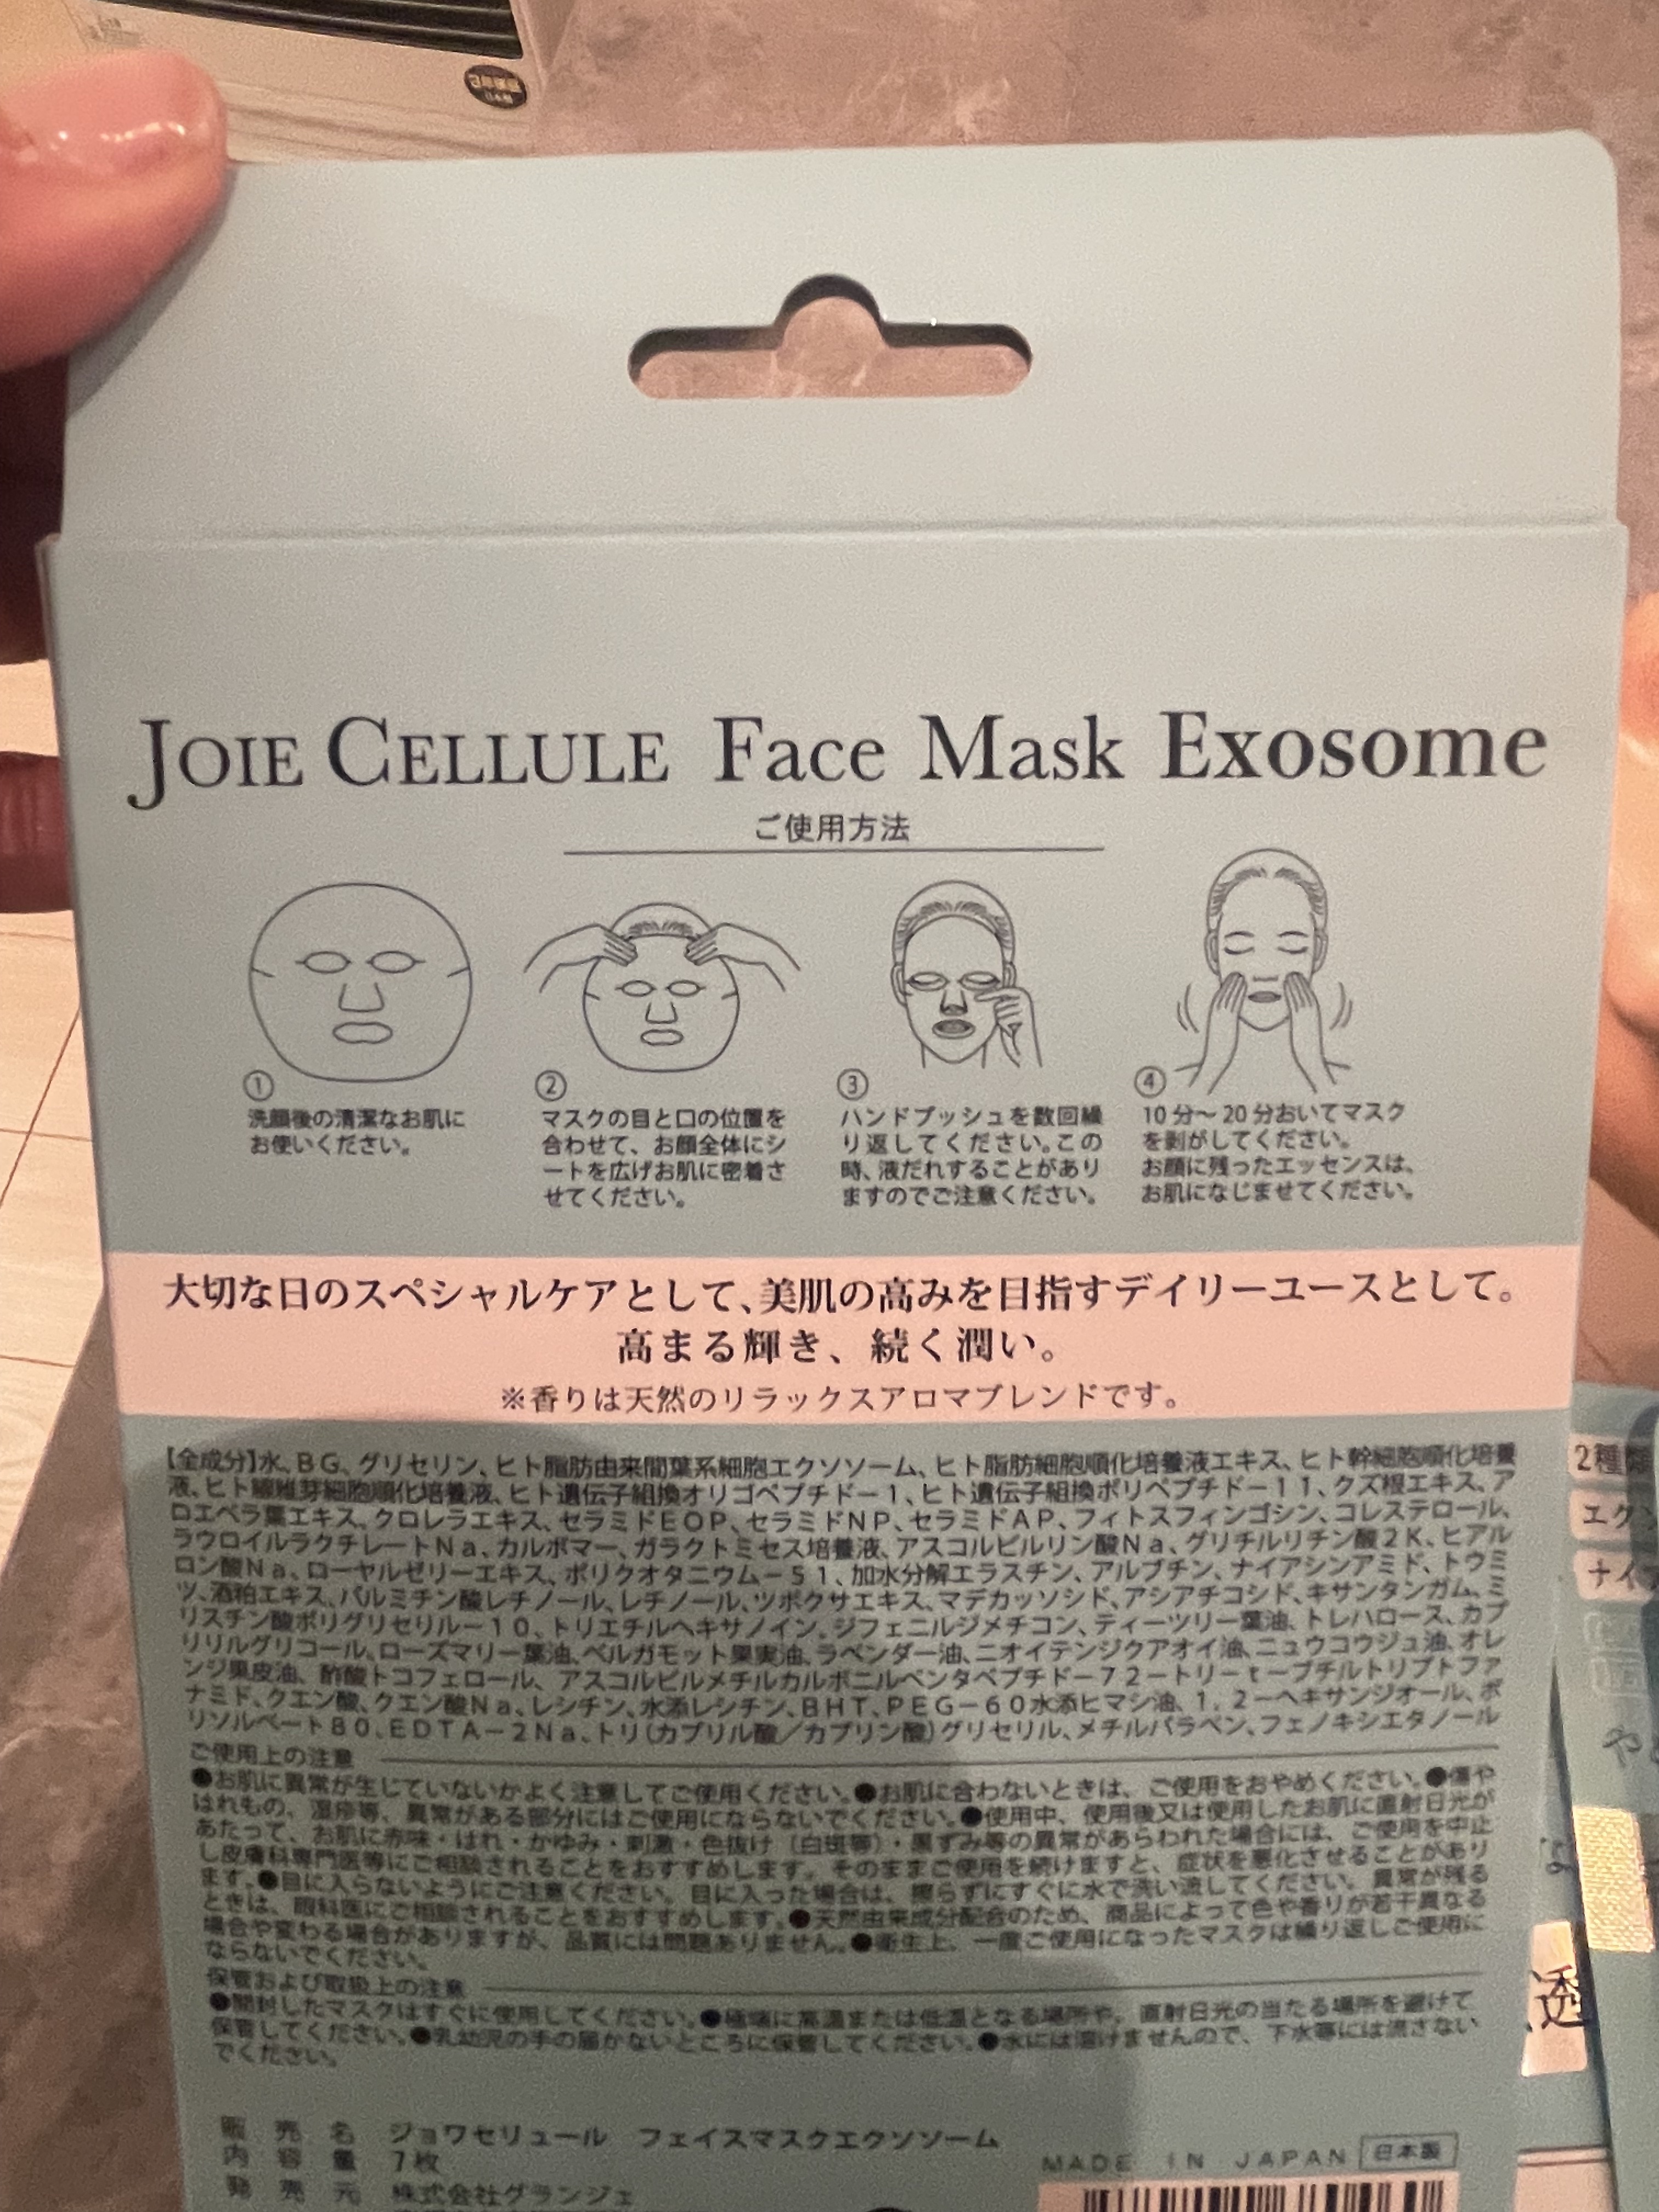 3年保証
JOIE CELLULE Face Mask Exosome
ご使用方法
①
洗顔後の清潔なお肌に
お使いください。
②
マスクの目と口の位置を
合わせて、お顔全体にシ
ートを広げお肌に密着さ
せてください。
③
ハンドプッシュを数回繰
り返してください。この
時、液だれすることがあり
ますのでご注意ください。
④
10分～20分おいてマスク
を剥がしてください。
お顔に残ったエッセンスは、
お肌になじませてください。
大切な日のスペシャルケアとして、美肌の高みを目指すデイリーユースとして。
高まる輝き、続く潤い。
※香りは天然のリラックスアロマブレンドです。
【全成分】水、BG、グリセリン、ヒト脂肪由来間葉系細胞エクソソーム、ヒト脂肪細胞順化培養液エキス、ヒト幹細胞順化培養
液、ヒト線維芽細胞順化培養液、ヒト遺伝子組換オリゴペプチド－1、ヒト遺伝子組換ポリペプチド－11、クズ根エキス、ア
ロエベラ葉エキス、クロレラエキス、セラミドEOP、セラミドNP、セラミドAP、フィトスフィンゴシン、コレステロール、
ラウロイルラクチレートNa、カルボマー、ガラクトミセス培養液、アスコルビルリン酸Na、グリチルリチン酸2K、ヒアル
ロン酸Na、ローヤルゼリーエキス、ポリクオタニウム－51、加水分解エラスチン、アルブチン、ナイアシンアミド、トウミ
ツ、酒粕エキス、パルミチン酸レチノール、レチノール、ツボクサエキス、マデカッソシド、アシアチコシド、キサンタンガム、ミ
リスチン酸ポリグリセリル－10、トリエチルヘキサノイン、ジフェニルジメチコン、ティーツリー葉油、トレハロース、カプ
リリルグリコール、ローズマリー葉油、ベルガモット果実油、ラベンダー油、ニオイテンジクアオイ油、ニュウコウジュ油、オレ
ンジ果皮油、酢酸トコフェロール、アスコルビルメチルカルボニルペンタペプチド－72－トリ－t－ブチルトリプトファ
ナミド、クエン酸、クエン酸Na、レシチン、水添レシチン、BHT、PEG－60水添ヒマシ油、1，2－ヘキサンジオール、ポ
リソルベート80、EDTA－2Na、トリ(カプリル酸／カプリン酸)グリセリル、メチルパラベン、フェノキシエタノール
ご使用上の注意
●お肌に異常が生じていないかよく注意してご使用ください。●お肌に合わないときは、ご使用をおやめください。●傷や
はれもの、湿疹等、異常がある部分にはご使用にならないでください。●使用中、使用後又は使用したお肌に直射日光が
あたって、お肌に赤味・はれ・かゆみ・刺激・色抜け（白斑等）・黒ずみ等の異常があらわれた場合には、ご使用を中止
し皮膚科専門医等にご相談されることをおすすめします。そのままご使用を続けますと、症状を悪化させることがあり
ます。●目に入らないようにご注意ください。目に入った場合は、擦らずにすぐに水で洗い流してください。異常が残る
ときは、眼科医にご相談されることをおすすめします。●天然由来成分配合のため、商品によって色や香りが若干異なる
場合や変わる場合がありますが、品質には問題ありません。●衛生上、一度ご使用になったマスクは繰り返しご使用に
ならないでください。
保管および取扱上の注意
●開封したマスクはすぐに使用してください。●極端に高温または低温となる場所や、直射日光の当たる場所を避けて
保管してください。●乳幼児の手の届かないところに保管してください。●水には溶けませんので、下水等には流さない
でください。
販売名 ジョワセリュール フェイスマスクエクソソーム
内容量 7枚
発売元 株式会社グランジェ
MADE IN JAPAN 日本製
2種類
エクソ
ナイア
透